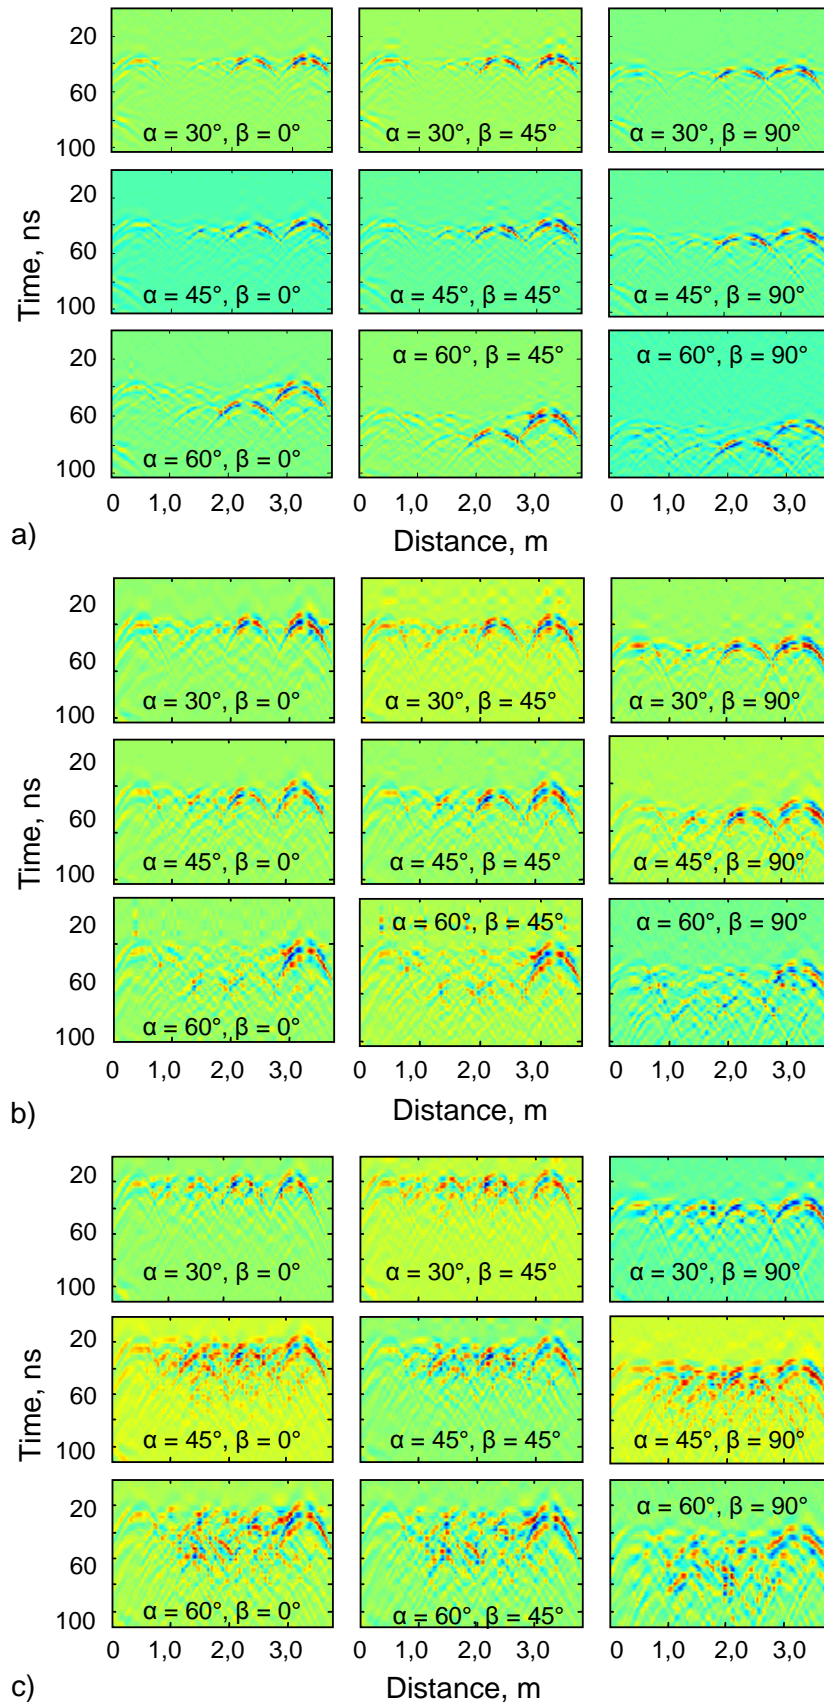 20
60
100
α = 30°, β = 0°
α = 30°, β = 45°
α = 30°, β = 90°
Time, ns
20
60
100
α = 45°, β = 0°
α = 45°, β = 45°
α = 45°, β = 90°
20
60
100
α = 60°, β = 0°
α = 60°, β = 45°
α = 60°, β = 90°
0 1,0 2,0 3,0
0 1,0 2,0 3,0
0 1,0 2,0 3,0
a)
Distance, m
20
60
100
α = 30°, β = 0°
α = 30°, β = 45°
α = 30°, β = 90°
Time, ns
20
60
100
α = 45°, β = 0°
α = 45°, β = 45°
α = 45°, β = 90°
20
60
100
α = 60°, β = 0°
α = 60°, β = 45°
α = 60°, β = 90°
0 1,0 2,0 3,0
0 1,0 2,0 3,0
0 1,0 2,0 3,0
b)
Distance, m
20
60
100
α = 30°, β = 0°
α = 30°, β = 45°
α = 30°, β = 90°
Time, ns
20
60
100
α = 45°, β = 0°
α = 45°, β = 45°
α = 45°, β = 90°
20
60
100
α = 60°, β = 0°
α = 60°, β = 45°
α = 60°, β = 90°
0 1,0 2,0 3,0
0 1,0 2,0 3,0
0 1,0 2,0 3,0
c)
Distance, m